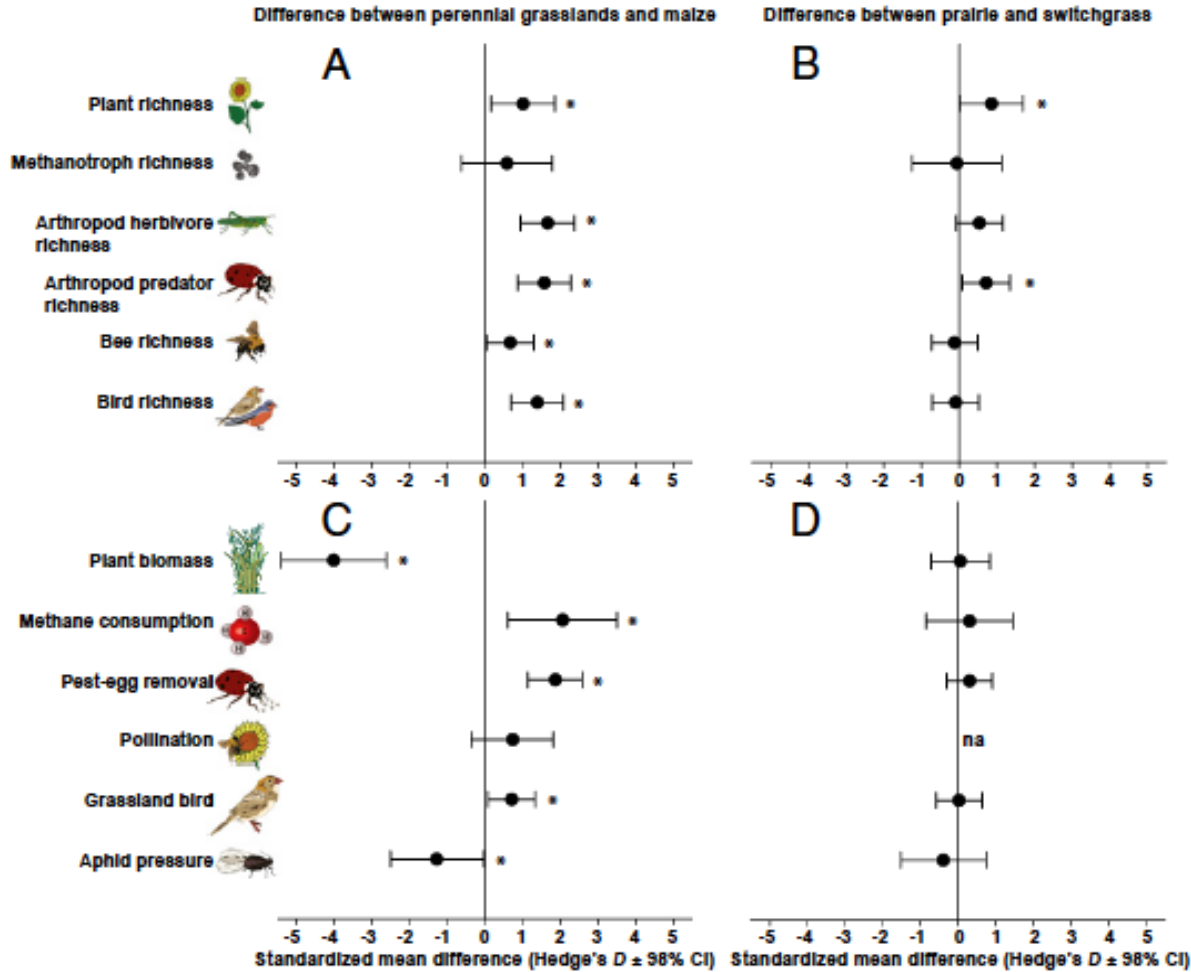 Difference between perennial grasslands and maize
Difference between prairie and switchgrass
A
B
Plant richness
*
*
Methanotroph richness
Arthropod herbivore
richness
*
Arthropod predator
richness
*
*
Bee richness
*
Bird richness
*
-5 -4 -3 -2 -1 0 1 2 3 4 5
-5 -4 -3 -2 -1 0 1 2 3 4 5
C
D
Plant biomass
*
Methane consumption
*
H
H
H
H
Pest-egg removal
*
Pollination
na
Grassland bird
*
Aphid pressure
*
-5 -4 -3 -2 -1 0 1 2 3 4 5
-5 -4 -3 -2 -1 0 1 2 3 4 5
Standardized mean difference (Hedge's D ± 98% CI)
Standardized mean difference (Hedge's D ± 98% CI)